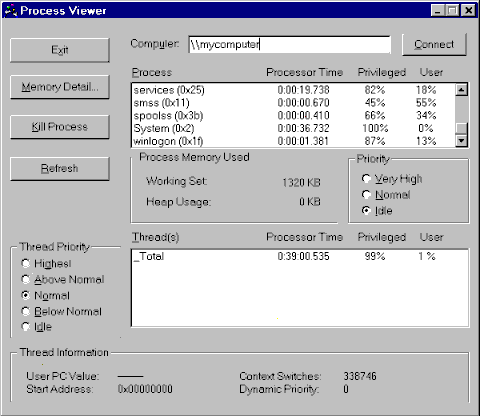 Process Viewer
Exit
Computer: \\mycomputer
Connect
Memory Detail...
Kill Process
Refresh
Process Processor Time Privileged User
services (0x25) 0:00:19.738 82% 18%
smss (0x11) 0:00:00.670 45% 55%
spoolss (0x3b) 0:00:00.410 66% 34%
System (0x2) 0:00:36.732 100% 0%
winlogon (0x1f) 0:00:01.381 87% 13%
Process Memory Used
Working Set: 1320 KB
Heap Usage: 0 KB
Priority
Very High
Normal
Idle
Thread Priority
Highest
Above Normal
Normal
Below Normal
Idle
Thread(s) Processor Time Privileged User
_Total 0:39:00.535 99% 1 %
Thread Information
User PC Value: ——— Context Switches: 338746
Start Address: 0x00000000 Dynamic Priority: 0